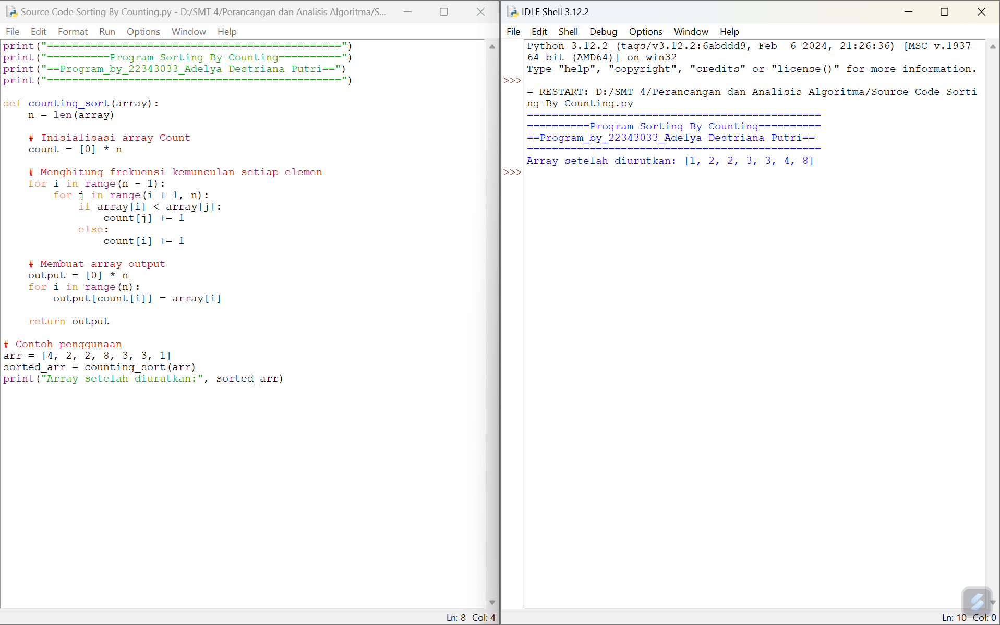 Source Code Sorting By Counting.py - D:/SMT 4/Perancangan dan Analisis Algoritma/S...
File Edit Format Run Options Window Help
print("===============================================")
print("==========Program Sorting By Counting==========")
print("==Program_by_22343033_Adelya Destriana Putri==")
print("===============================================")
def counting_sort(array):
    n = len(array)
    # Inisialisasi array Count
    count = [0] * n
    # Menghitung frekuensi kemunculan setiap elemen
    for i in range(n - 1):
        for j in range(i + 1, n):
            if array[i] < array[j]:
                count[j] += 1
            else:
                count[i] += 1
    # Membuat array output
    output = [0] * n
    for i in range(n):
        output[count[i]] = array[i]
    return output
# Contoh penggunaan
arr = [4, 2, 2, 8, 3, 3, 1]
sorted_arr = counting_sort(arr)
print("Array setelah diurutkan:", sorted_arr)
Ln: 8 Col: 4
IDLE Shell 3.12.2
File Edit Shell Debug Options Window Help
Python 3.12.2 (tags/v3.12.2:6abddd9, Feb  6 2024, 21:26:36) [MSC v.1937
64 bit (AMD64)] on win32
Type "help", "copyright", "credits" or "license()" for more information.
>>>
= RESTART: D:/SMT 4/Perancangan dan Analisis Algoritma/Source Code Sorti
ng By Counting.py
===============================================
==========Program Sorting By Counting==========
==Program_by_22343033_Adelya Destriana Putri==
===============================================
Array setelah diurutkan: [1, 2, 2, 3, 3, 4, 8]
>>>
Ln: 10 Col: 0